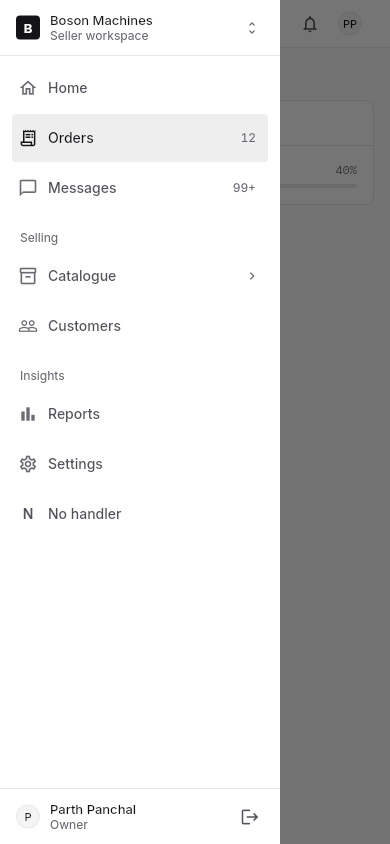 B
Boson Machines
Seller workspace
PP
Home
Orders 12
Messages 99+
40%
Selling
Catalogue
Customers
Insights
Reports
Settings
N No handler
P
Parth Panchal
Owner